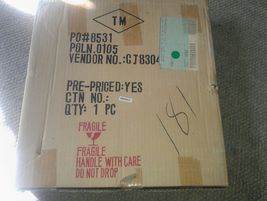 TM
PO#8531
PGLN.0105
VENDOR NO.:CJ8304
PRE-PRICED:YES
CTN NO.:
QTY: 1 PC
181
FRAGILE
FRAGILE
HANDLE WITH CARE
DO NOT DROP